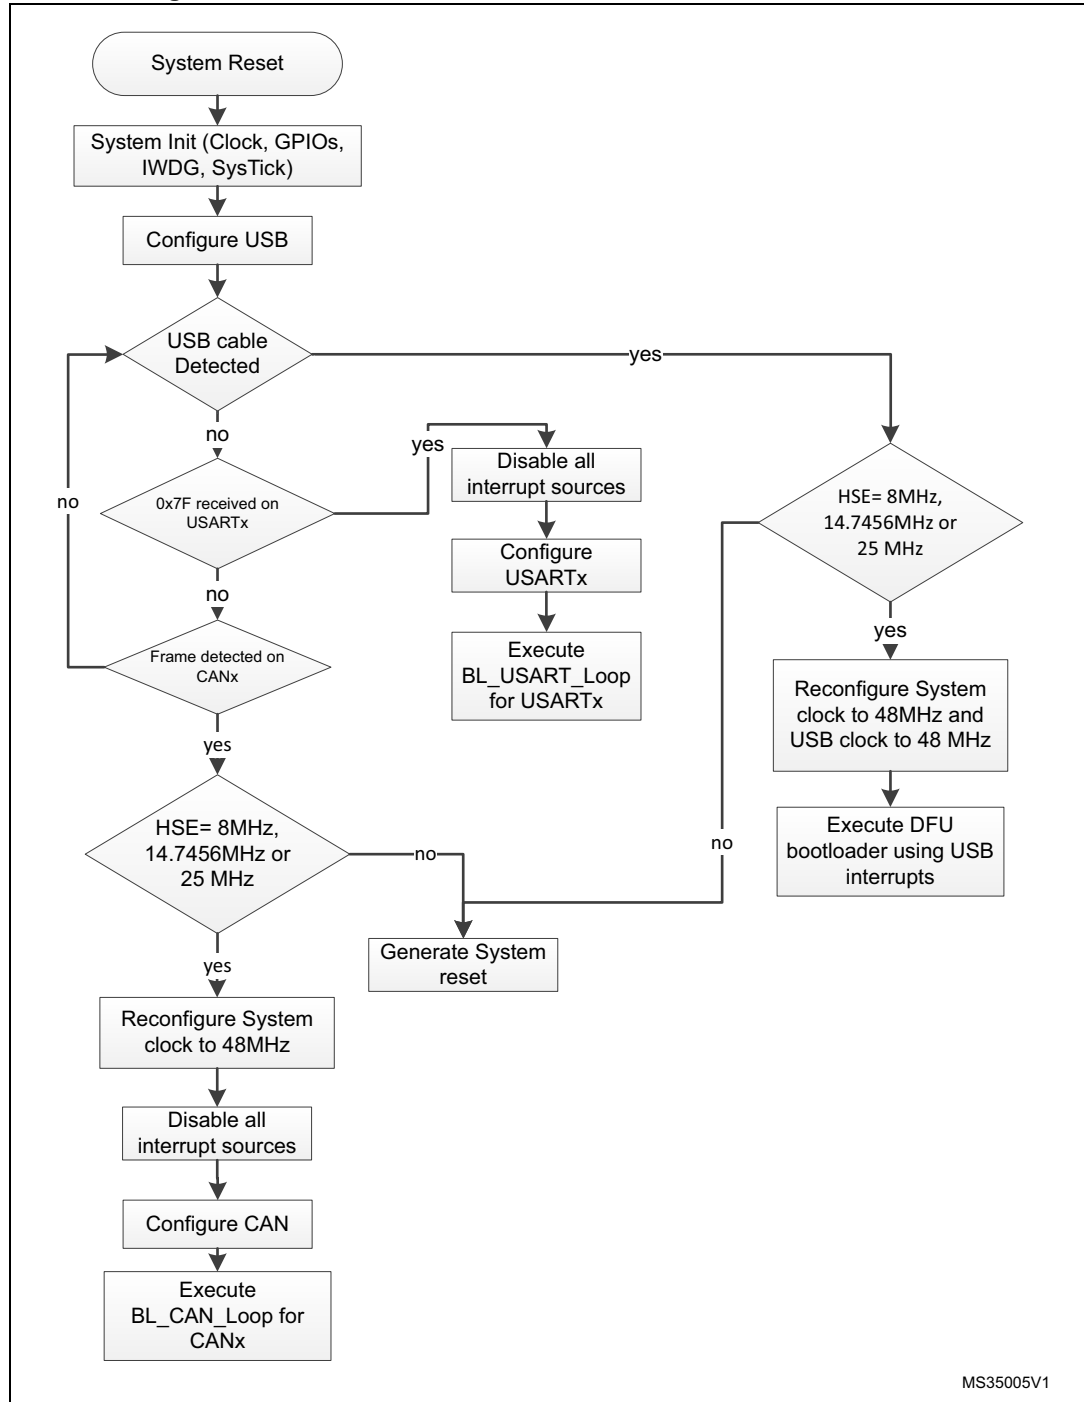 System Reset
System Init (Clock, GPIOs,
IWDG, SysTick)
Configure USB
USB cable
Detected
yes
no
yes
Disable all
interrupt sources
HSE= 8MHz,
14.7456MHz or
25 MHz
no
0x7F received on
USARTx
Configure
USARTx
no
yes
Execute
BL_USART_Loop
for USARTx
Frame detected on
CANx
Reconfigure System
clock to 48MHz and
USB clock to 48 MHz
yes
HSE= 8MHz,
14.7456MHz or
25 MHz
no
no
Execute DFU
bootloader using USB
interrupts
Generate System
reset
yes
Reconfigure System
clock to 48MHz
Disable all
interrupt sources
Configure CAN
Execute
BL_CAN_Loop for
CANx
MS35005V1